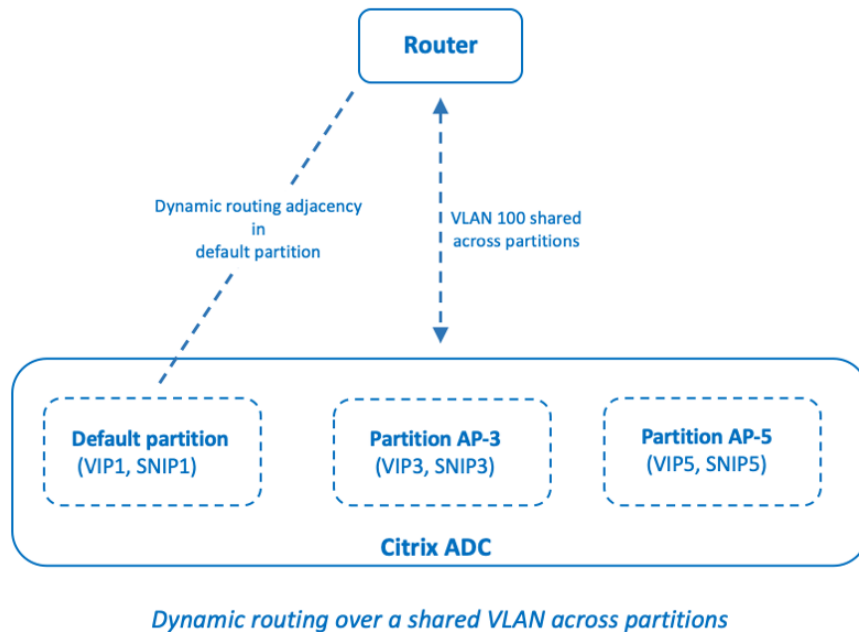 Router
Dynamic routing adjacency
in
default partition
VLAN 100 shared
across partitions
Default partition
(VIP1, SNIP1)
Partition AP-3
(VIP3, SNIP3)
Partition AP-5
(VIP5, SNIP5)
Citrix ADC
Dynamic routing over a shared VLAN across partitions